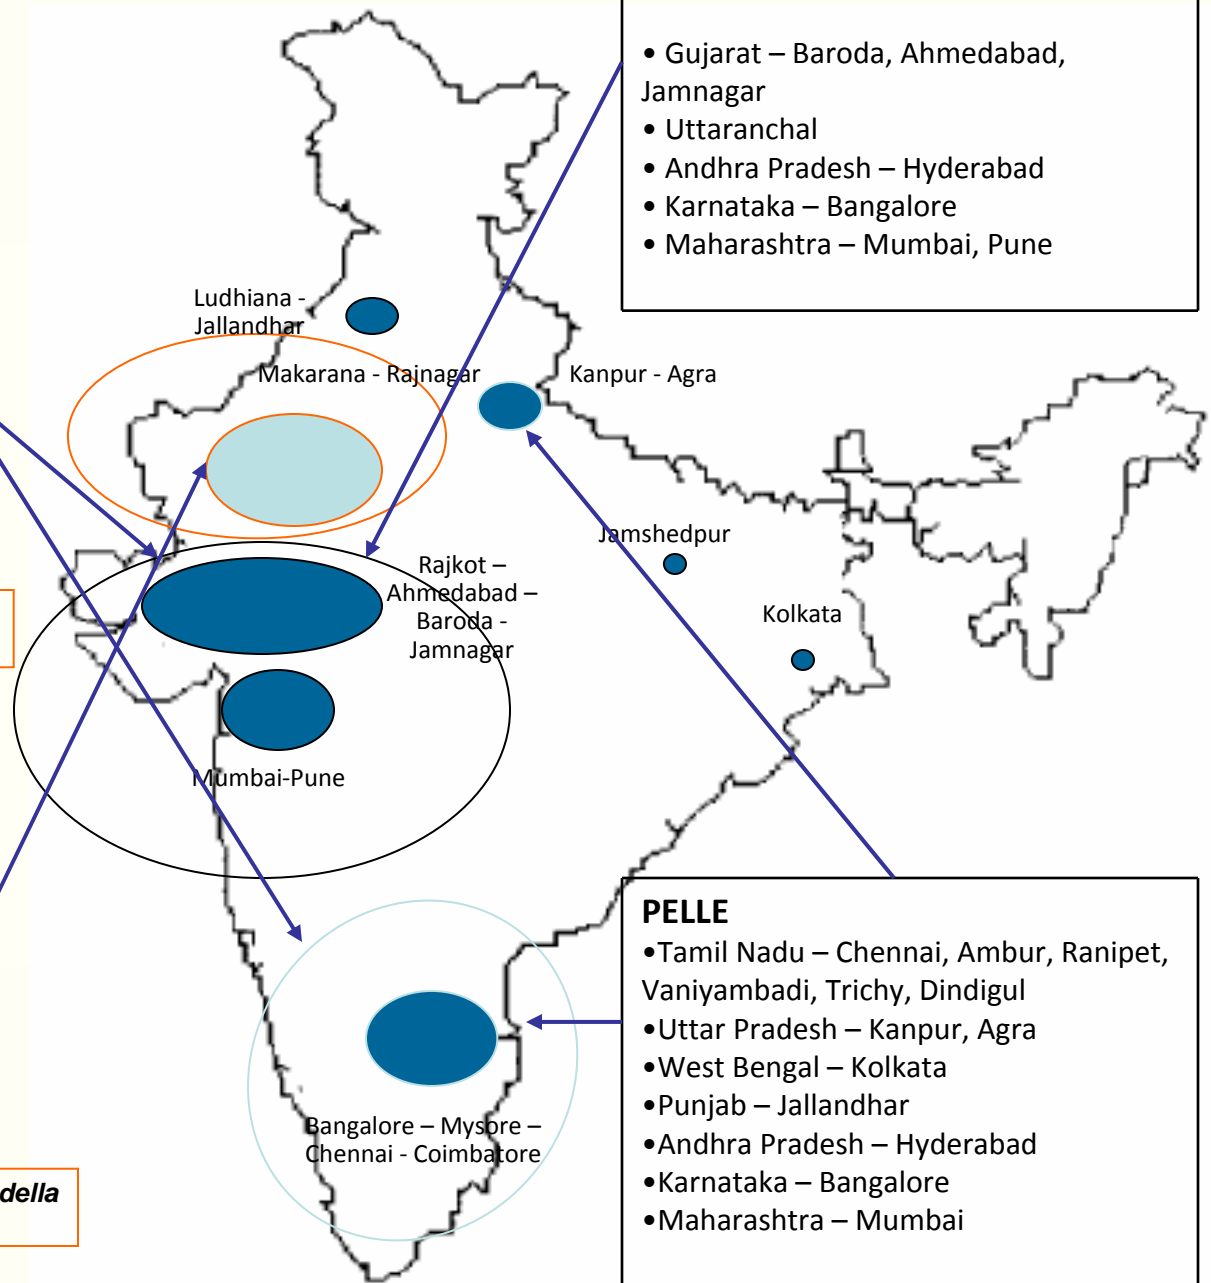 • Gujarat – Baroda, Ahmedabad,
Jamnagar
• Uttaranchal
• Andhra Pradesh – Hyderabad
• Karnataka – Bangalore
• Maharashtra – Mumbai, Pune
Ludhiana -
Jallandhar
Makarana - Rajnagar
Kanpur - Agra
Jamshedpur
Rajkot –
Ahmedabad –
Baroda -
Jamnagar
Kolkata
Mumbai-Pune
Bangalore – Mysore –
Chennai - Coimbatore
PELLE
•Tamil Nadu – Chennai, Ambur, Ranipet,
Vaniyambadi, Trichy, Dindigul
•Uttar Pradesh – Kanpur, Agra
•West Bengal – Kolkata
•Punjab – Jallandhar
•Andhra Pradesh – Hyderabad
•Karnataka – Bangalore
•Maharashtra – Mumbai
della